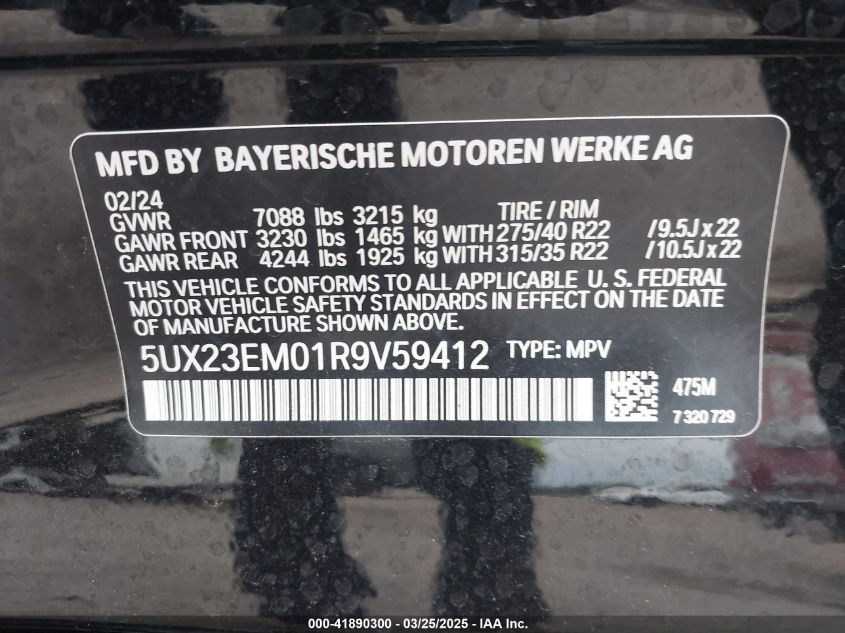 MFD BY BAYERISCHE MOTOREN WERKE AG
02/24
GVWR 7088 lbs 3215 kg TIRE / RIM
GAWR FRONT 3230 lbs 1465 kg WITH 275/40 R22 /9.5J x 22
GAWR REAR 4244 lbs 1925 kg WITH 315/35 R22 /10.5J x 22
THIS VEHICLE CONFORMS TO ALL APPLICABLE U. S. FEDERAL
MOTOR VEHICLE SAFETY STANDARDS IN EFFECT ON THE DATE
OF MANUFACTURE SHOWN ABOVE.
5UX23EM01R9V59412 TYPE: MPV
475M
7 320 729
000-41890300 - 03/25/2025 - IAAI.com